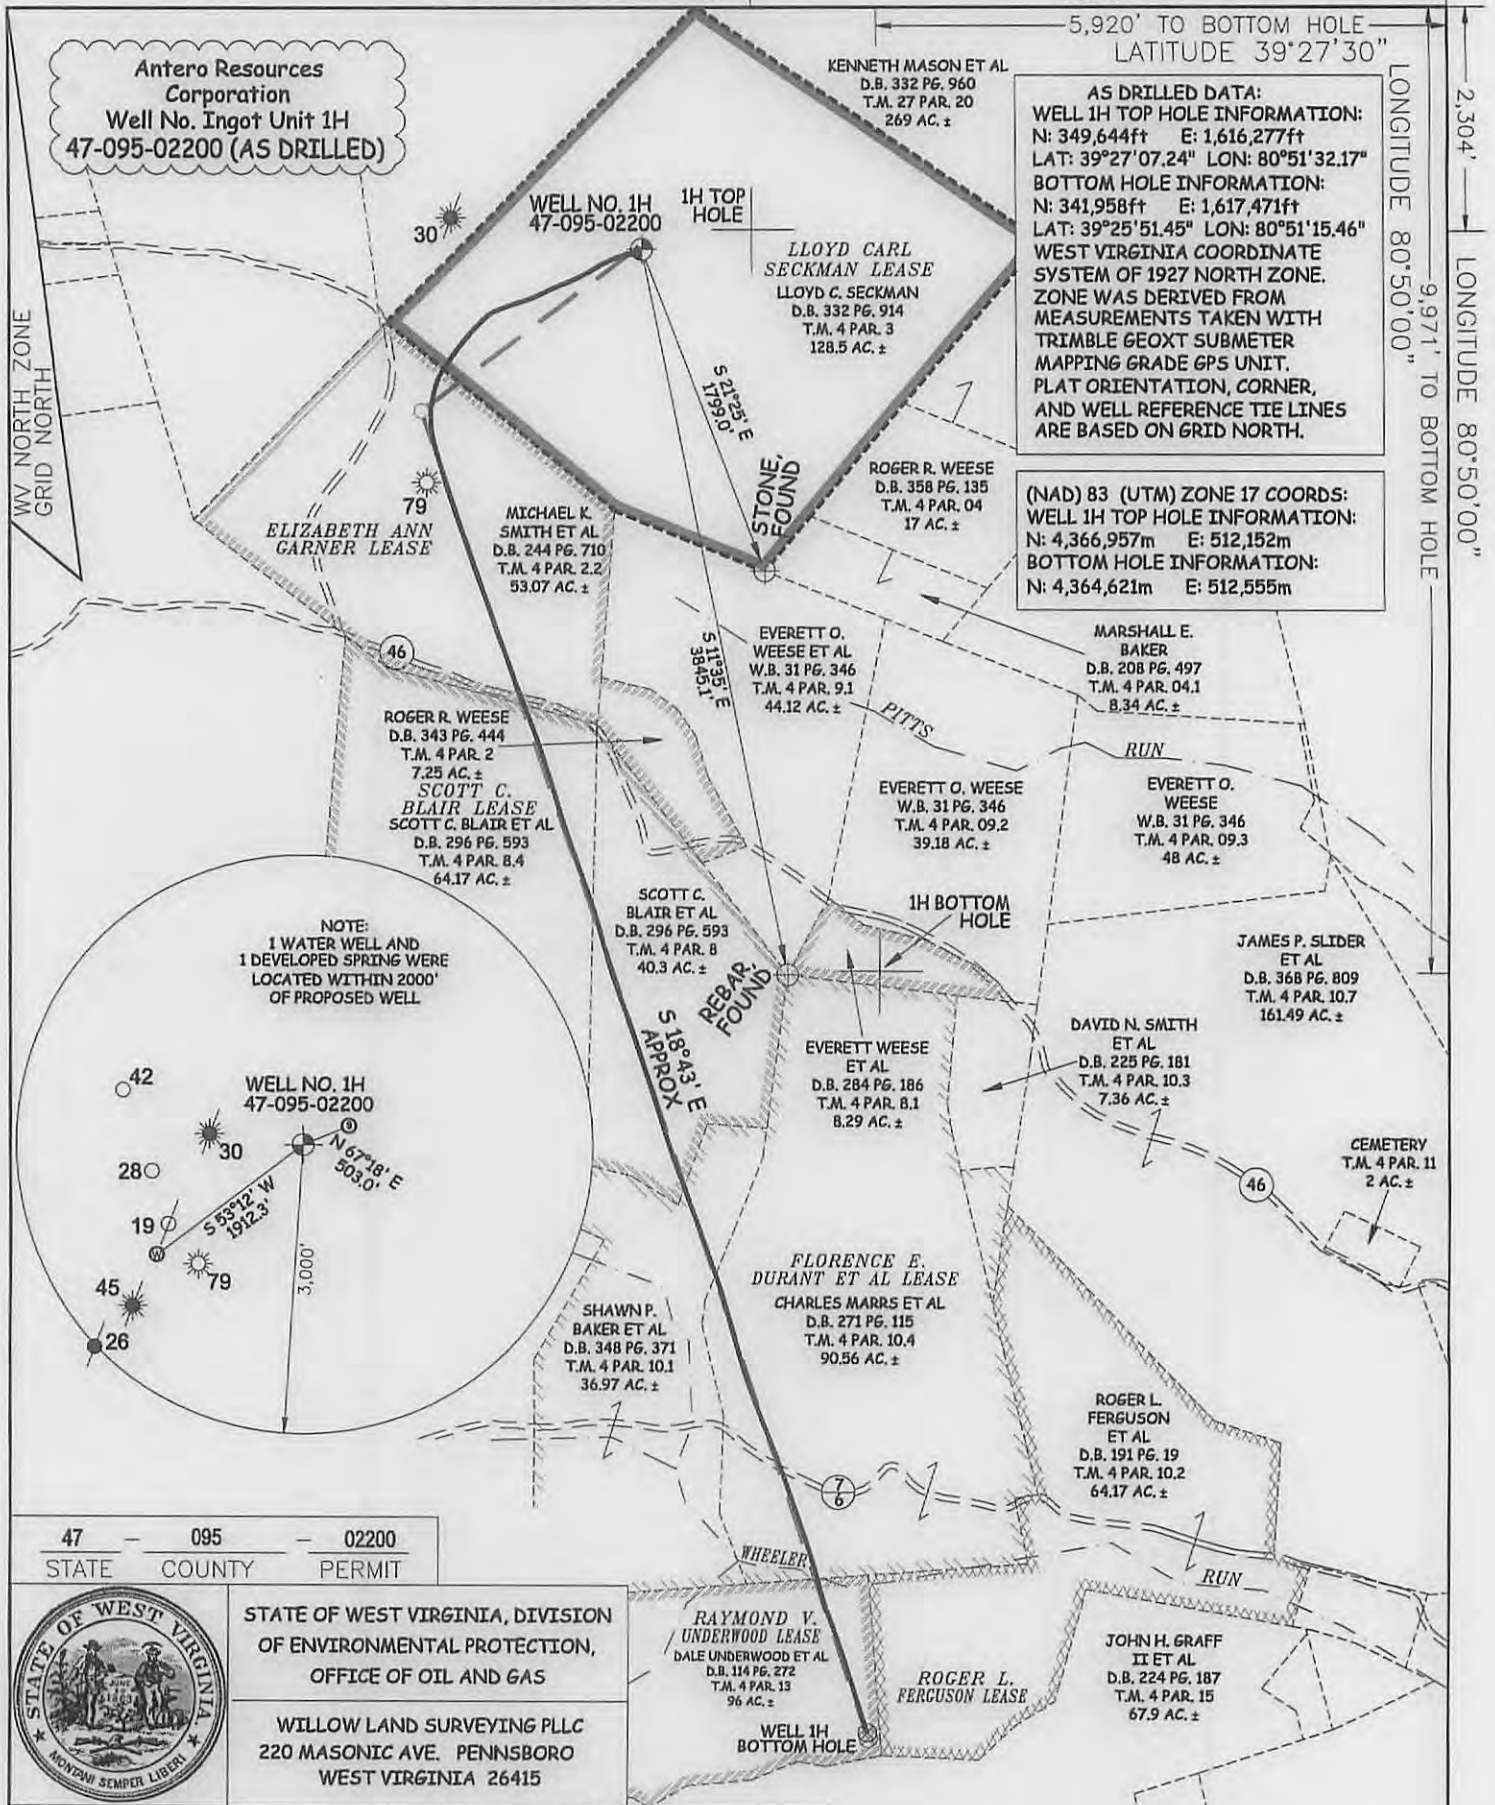 5,920' TO BOTTOM HOLE
LATITUDE 39°27'30"
2,304'
LONGITUDE 80°50'00"
9,971' TO BOTTOM HOLE
LONGITUDE 80°50'00"
Antero Resources
Corporation
Well No. Ingot Unit 1H
47-095-02200 (AS DRILLED)
KENNETH MASON ET AL
D.B. 332 PG. 960
T.M. 27 PAR. 20
269 AC. ±
AS DRILLED DATA:
WELL 1H TOP HOLE INFORMATION:
N: 349,644ft E: 1,616,277ft
LAT: 39°27'07.24" LON: 80°51'32.17"
BOTTOM HOLE INFORMATION:
N: 341,958ft E: 1,617,471ft
LAT: 39°25'51.45" LON: 80°51'15.46"
WEST VIRGINIA COORDINATE
SYSTEM OF 1927 NORTH ZONE.
ZONE WAS DERIVED FROM
MEASUREMENTS TAKEN WITH
TRIMBLE GEOXT SUBMETER
MAPPING GRADE GPS UNIT.
PLAT ORIENTATION, CORNER,
AND WELL REFERENCE TIE LINES
ARE BASED ON GRID NORTH.
(NAD) 83 (UTM) ZONE 17 COORDS:
WELL 1H TOP HOLE INFORMATION:
N: 4,366,957m E: 512,152m
BOTTOM HOLE INFORMATION:
N: 4,364,621m E: 512,555m
WV NORTH ZONE
GRID NORTH
30
WELL NO. 1H
47-095-02200
1H TOP
HOLE
LLOYD CARL
SECKMAN LEASE
LLOYD C. SECKMAN
D.B. 332 PG. 914
T.M. 4 PAR. 3
128.5 AC. ±
S 21°25' E
1799.0'
STONE,
FOUND
79
ELIZABETH ANN
GARNER LEASE
MICHAEL K.
SMITH ET AL
D.B. 244 PG. 710
T.M. 4 PAR. 2.2
53.07 AC. ±
ROGER R. WEESE
D.B. 358 PG. 135
T.M. 4 PAR. 04
17 AC. ±
46
S 11°35' E
3845.1'
EVERETT O.
WEESE ET AL
W.B. 31 PG. 346
T.M. 4 PAR. 9.1
44.12 AC. ±
MARSHALL E.
BAKER
D.B. 208 PG. 497
T.M. 4 PAR. 04.1
8.34 AC. ±
PITTS
RUN
ROGER R. WEESE
D.B. 343 PG. 444
T.M. 4 PAR. 2
7.25 AC. ±
SCOTT C.
BLAIR LEASE
SCOTT C. BLAIR ET AL
D.B. 296 PG. 593
T.M. 4 PAR. 8.4
64.17 AC. ±
EVERETT O. WEESE
W.B. 31 PG. 346
T.M. 4 PAR. 09.2
39.18 AC. ±
EVERETT O.
WEESE
W.B. 31 PG. 346
T.M. 4 PAR. 09.3
48 AC. ±
SCOTT C.
BLAIR ET AL
D.B. 296 PG. 593
T.M. 4 PAR. 8
40.3 AC. ±
1H BOTTOM
HOLE
REBAR,
FOUND
JAMES P. SLIDER
ET AL
D.B. 368 PG. 809
T.M. 4 PAR. 10.7
161.49 AC. ±
NOTE:
1 WATER WELL AND
1 DEVELOPED SPRING WERE
LOCATED WITHIN 2000'
OF PROPOSED WELL
S 18°43' E
APPROX
EVERETT WEESE
ET AL
D.B. 284 PG. 186
T.M. 4 PAR. 8.1
8.29 AC. ±
DAVID N. SMITH
ET AL
D.B. 225 PG. 181
T.M. 4 PAR. 10.3
7.36 AC. ±
42
WELL NO. 1H
47-095-02200
30
N 67°18' E
503.0'
28
19
S 53°12' W
1912.3'
W
79
45
26
3,000'
CEMETERY
T.M. 4 PAR. 11
2 AC. ±
46
FLORENCE E.
DURANT ET AL LEASE
CHARLES MARRS ET AL
D.B. 271 PG. 115
T.M. 4 PAR. 10.4
90.56 AC. ±
SHAWN P.
BAKER ET AL
D.B. 348 PG. 371
T.M. 4 PAR. 10.1
36.97 AC. ±
ROGER L.
FERGUSON
ET AL
D.B. 191 PG. 19
T.M. 4 PAR. 10.2
64.17 AC. ±
7
6
WHEELER
RUN
47 - 095 - 02200
STATE COUNTY PERMIT
STATE OF WEST VIRGINIA.
JUNE
MONTANI SEMPER LIBERI
STATE OF WEST VIRGINIA, DIVISION
OF ENVIRONMENTAL PROTECTION,
OFFICE OF OIL AND GAS
WILLOW LAND SURVEYING PLLC
220 MASONIC AVE. PENNSBORO
WEST VIRGINIA 26415
RAYMOND V.
UNDERWOOD LEASE
DALE UNDERWOOD ET AL
D.B. 114 PG. 272
T.M. 4 PAR. 13
96 AC. ±
WELL 1H
BOTTOM HOLE
ROGER L.
FERGUSON LEASE
JOHN H. GRAFF
II ET AL
D.B. 224 PG. 187
T.M. 4 PAR. 15
67.9 AC. ±